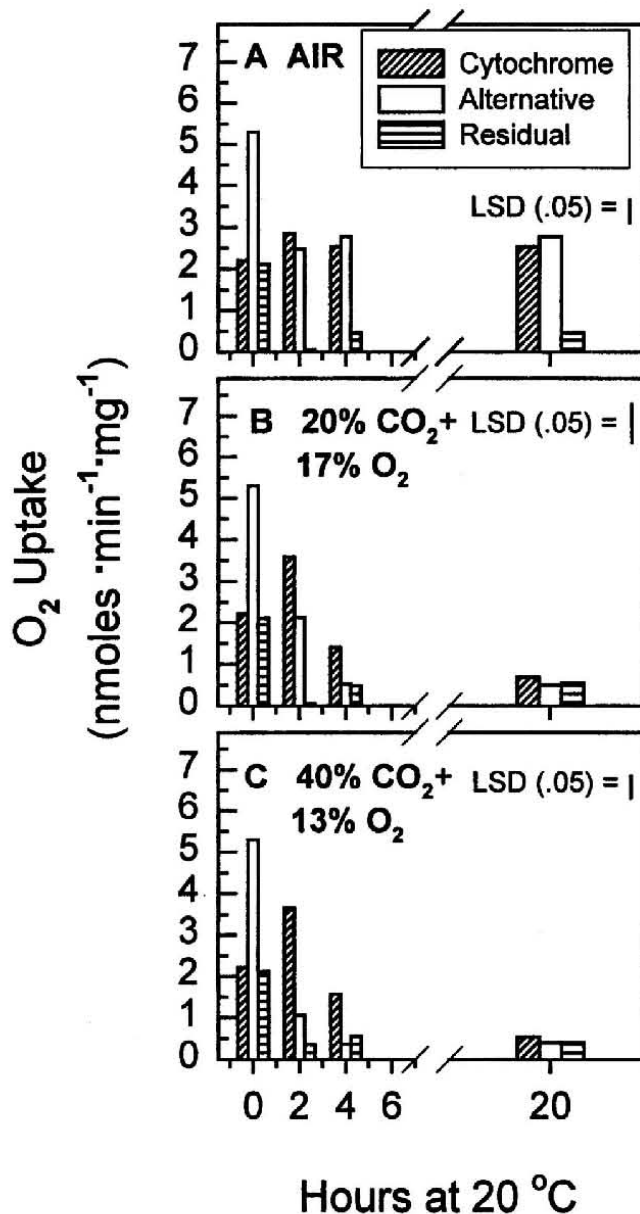 A AIR
Cytochrome
Alternative
Residual
LSD (.05) =
7
6
5
4
3
2
1
0
B 20% CO₂+
17% O₂
LSD (.05) =
7
6
5
4
3
2
1
0
C 40% CO₂+
13% O₂
LSD (.05) =
7
6
5
4
3
2
1
0
O₂ Uptake
(nmoles ·min⁻¹·mg⁻¹)
0 2 4 6 20
Hours at 20 °C